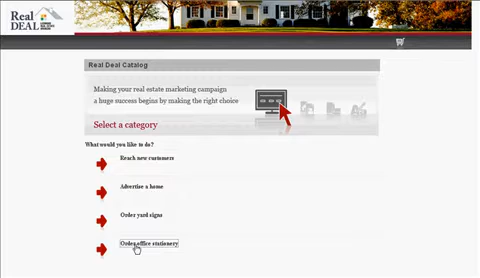 Real
DEAL
Real Deal Catalog
Making your real estate marketing campaign
a huge success begins by making the right choice
Select a category
What would you like to do?
Reach new customers
Advertise a home
Order yard signs
Order office stationery